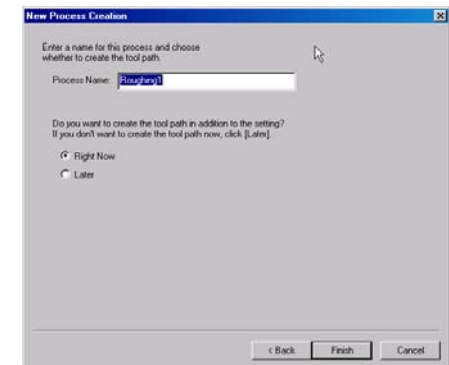 New Process Creation
Enter a name for this process and choose
whether to create the tool path.
Process Name: Roughing1
Do you want to create the tool path in addition to the setting?
If you don't want to create the tool path now, click [Later].
Right Now
Later
< Back Finish Cancel